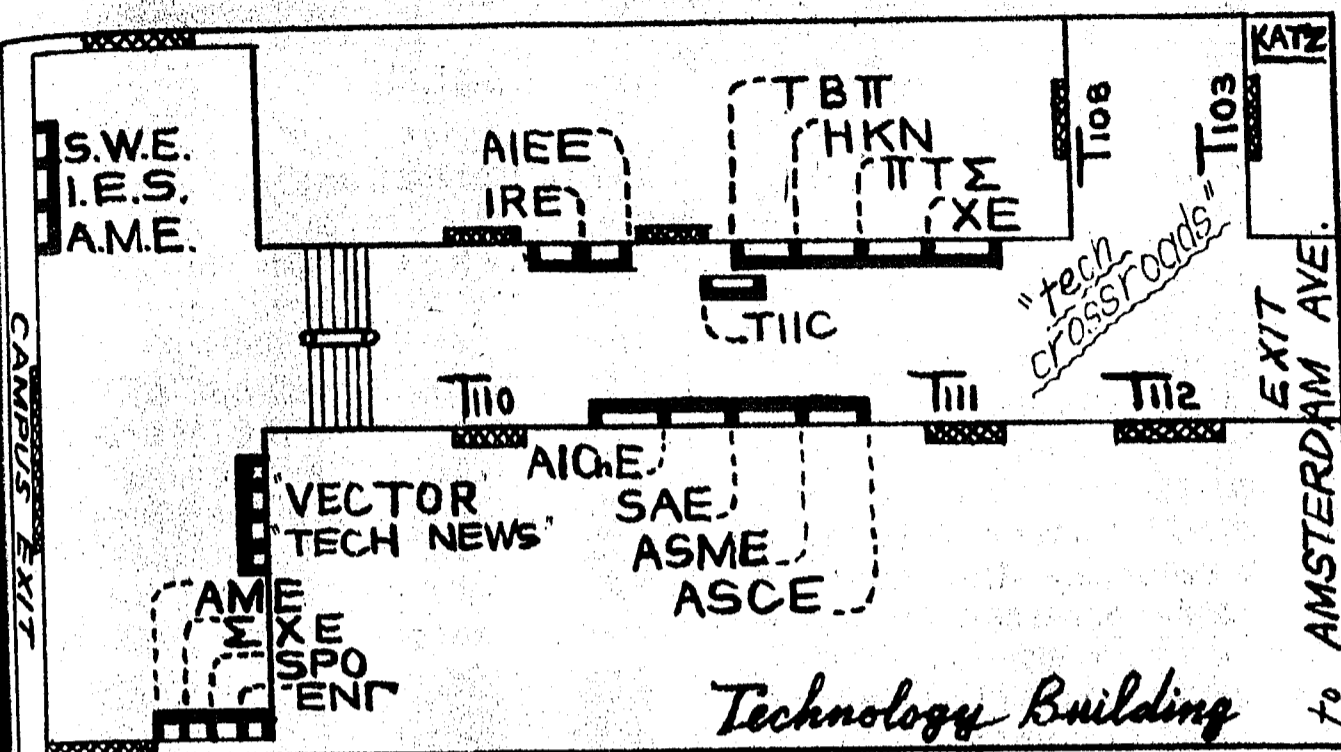 KATZ
S.W.E.
I.E.S.
A.M.E.
AIEE
IRE
TBΠ
HKN
ΠTΣ
XE
T108
T103
"tech
crossroads"
TIIC
EXIT
to AMSTERDAM AVE.
CAMPUS EXIT
T110
T111
T112
AIChE
SAE
ASME
ASCE
"VECTOR
"TECH NEWS"
AME
ΣXE
SPO
ENΓ
Technology Building